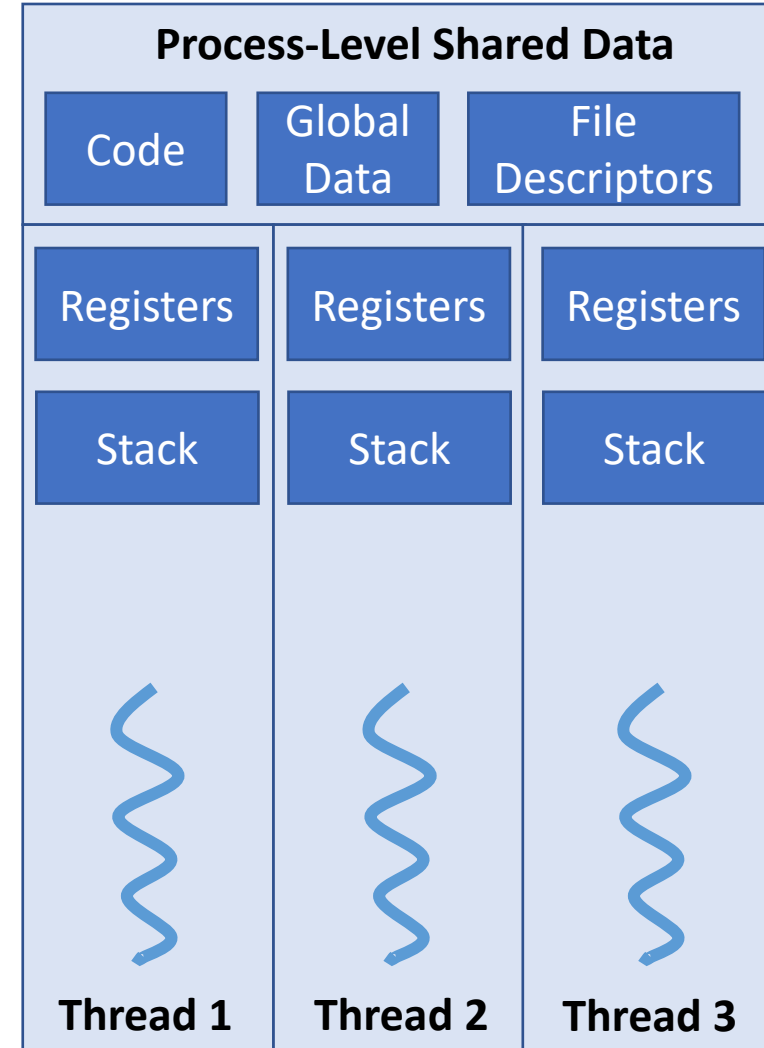 Process-Level Shared Data
Code
Global
Data
File
Descriptors
Registers
Registers
Registers
Stack
Stack
Stack
Thread 1
Thread 2
Thread 3